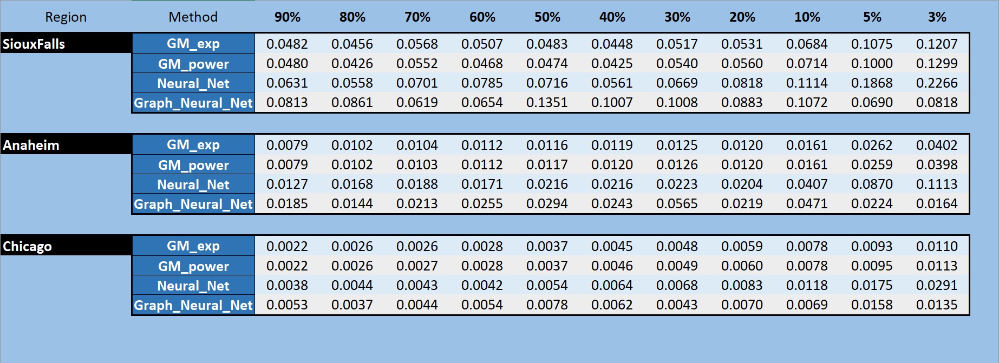 Region Method 90% 80% 70% 60% 50% 40% 30% 20% 10% 5% 3%
SiouxFalls GM_exp 0.0482 0.0456 0.0568 0.0507 0.0483 0.0448 0.0517 0.0531 0.0684 0.1075 0.1207
GM_power 0.0480 0.0426 0.0552 0.0468 0.0474 0.0425 0.0540 0.0560 0.0714 0.1000 0.1299
Neural_Net 0.0631 0.0558 0.0701 0.0785 0.0716 0.0561 0.0669 0.0818 0.1114 0.1868 0.2266
Graph_Neural_Net 0.0813 0.0861 0.0619 0.0654 0.1351 0.1007 0.1008 0.0883 0.1072 0.0690 0.0818
Anaheim GM_exp 0.0079 0.0102 0.0104 0.0112 0.0116 0.0119 0.0125 0.0120 0.0161 0.0262 0.0402
GM_power 0.0079 0.0102 0.0103 0.0112 0.0117 0.0120 0.0126 0.0120 0.0161 0.0259 0.0398
Neural_Net 0.0127 0.0168 0.0188 0.0171 0.0216 0.0216 0.0223 0.0204 0.0407 0.0870 0.1113
Graph_Neural_Net 0.0185 0.0144 0.0213 0.0255 0.0294 0.0243 0.0565 0.0219 0.0471 0.0224 0.0164
Chicago GM_exp 0.0022 0.0026 0.0026 0.0028 0.0037 0.0045 0.0048 0.0059 0.0078 0.0093 0.0110
GM_power 0.0022 0.0026 0.0027 0.0028 0.0037 0.0046 0.0049 0.0060 0.0078 0.0095 0.0113
Neural_Net 0.0038 0.0044 0.0043 0.0042 0.0054 0.0064 0.0068 0.0083 0.0118 0.0175 0.0291
Graph_Neural_Net 0.0053 0.0037 0.0044 0.0054 0.0078 0.0062 0.0043 0.0070 0.0069 0.0158 0.0135